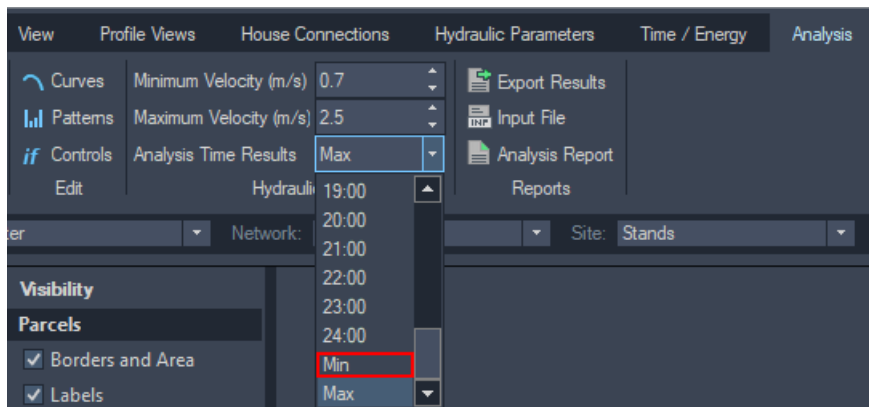 View Profile Views House Connections Hydraulic Parameters Time / Energy Analysis
Curves Minimum Velocity (m/s) 0.7 Export Results
Patterns Maximum Velocity (m/s) 2.5 INP Input File
if Controls Analysis Time Results Max Analysis Report
Edit Hydrauli Reports
19:00
20:00
ter Network: Site: Stands
21:00
22:00
Visibility
23:00
Parcels
24:00
Borders and Area
Min
Labels Max